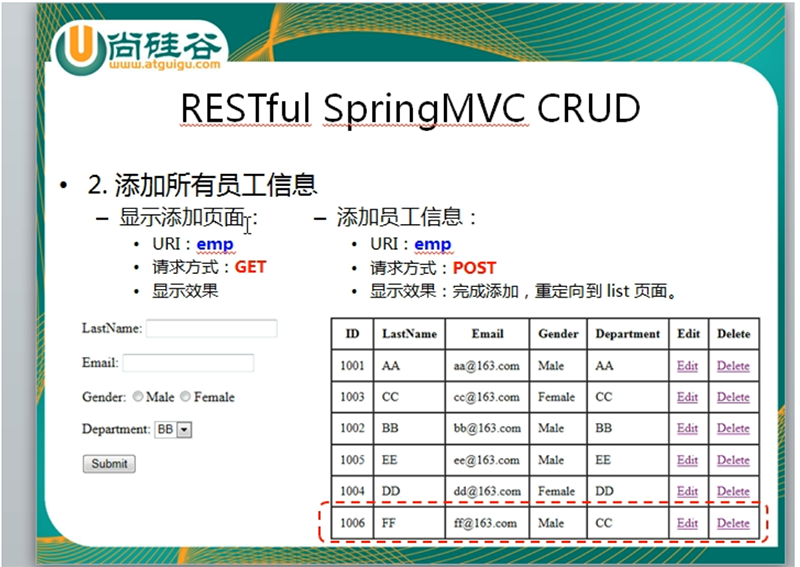 尚硅谷
www.atguigu.com
RESTful SpringMVC CRUD
• 2. 添加所有员工信息
– 显示添加页面：
• URI：emp
• 请求方式：GET
• 显示效果
– 添加员工信息：
• URI：emp
• 请求方式：POST
• 显示效果：完成添加，重定向到 list 页面。
LastName:
Email:
Gender: Male Female
Department: BB
Submit
ID LastName Email Gender Department Edit Delete
1001 AA aa@163.com Male AA Edit Delete
1003 CC cc@163.com Female CC Edit Delete
1002 BB bb@163.com Male BB Edit Delete
1005 EE ee@163.com Male EE Edit Delete
1004 DD dd@163.com Female DD Edit Delete
1006 FF ff@163.com Male CC Edit Delete